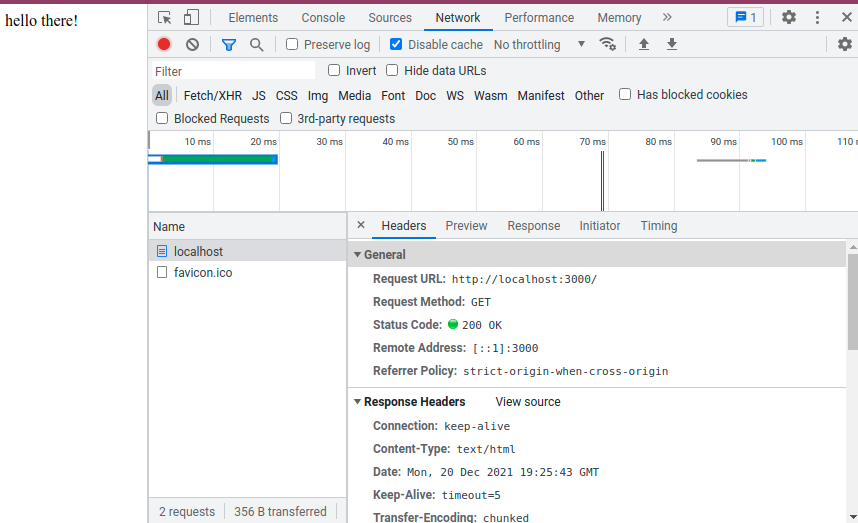 hello there!
Elements Console Sources Network Performance Memory 1
Preserve log Disable cache No throttling
Filter Invert Hide data URLs
All Fetch/XHR JS CSS Img Media Font Doc WS Wasm Manifest Other Has blocked cookies
Blocked Requests 3rd-party requests
10 ms 20 ms 30 ms 40 ms 50 ms 60 ms 70 ms 80 ms 90 ms 100 ms 110 m
Name
localhost
favicon.ico
2 requests 356 B transferred
Headers Preview Response Initiator Timing
General
Request URL: http://localhost:3000/
Request Method: GET
Status Code: 200 OK
Remote Address: [::1]:3000
Referrer Policy: strict-origin-when-cross-origin
Response Headers View source
Connection: keep-alive
Content-Type: text/html
Date: Mon, 20 Dec 2021 19:25:43 GMT
Keep-Alive: timeout=5
Transfer-Encoding: chunked